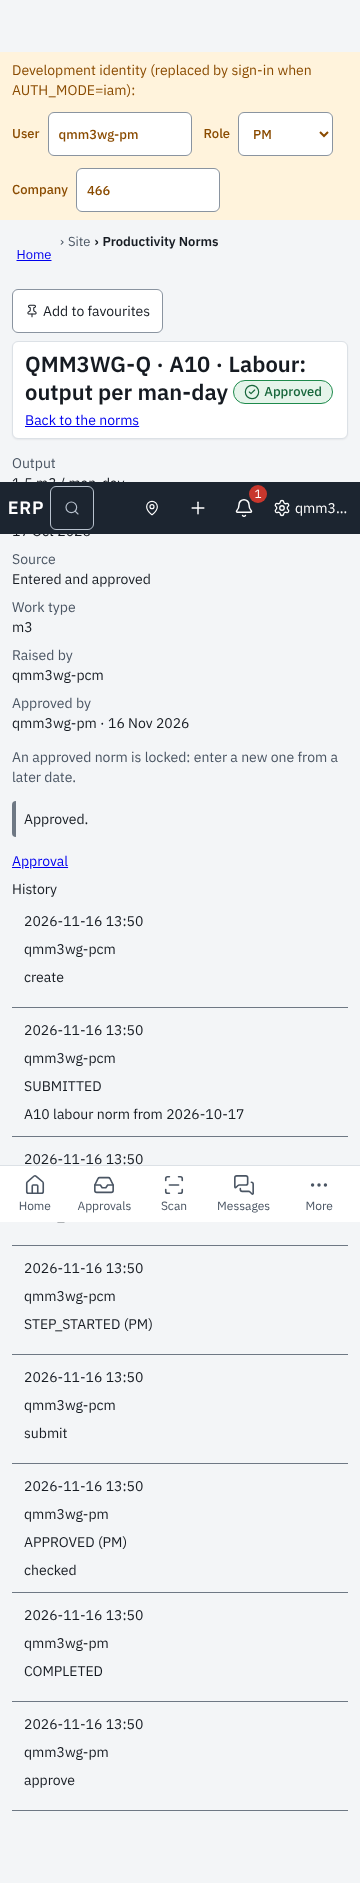 Development identity (replaced by sign-in when
AUTH_MODE=iam):
User qmm3wg-pm Role PM
Company 466
Home › Site › Productivity Norms
Add to favourites
QMM3WG-Q · A10 · Labour:
output per man-day Approved
Back to the norms
Output
ERP 1 qmm3...
Source
Entered and approved
Work type
m3
Raised by
qmm3wg-pcm
Approved by
qmm3wg-pm · 16 Nov 2026
An approved norm is locked: enter a new one from a
later date.
Approved.
Approval
History
2026-11-16 13:50
qmm3wg-pcm
create
2026-11-16 13:50
qmm3wg-pcm
SUBMITTED
A10 labour norm from 2026-10-17
2026-11-16 13:50
Home Approvals Scan Messages More
2026-11-16 13:50
qmm3wg-pcm
STEP_STARTED (PM)
2026-11-16 13:50
qmm3wg-pcm
submit
2026-11-16 13:50
qmm3wg-pm
APPROVED (PM)
checked
2026-11-16 13:50
qmm3wg-pm
COMPLETED
2026-11-16 13:50
qmm3wg-pm
approve